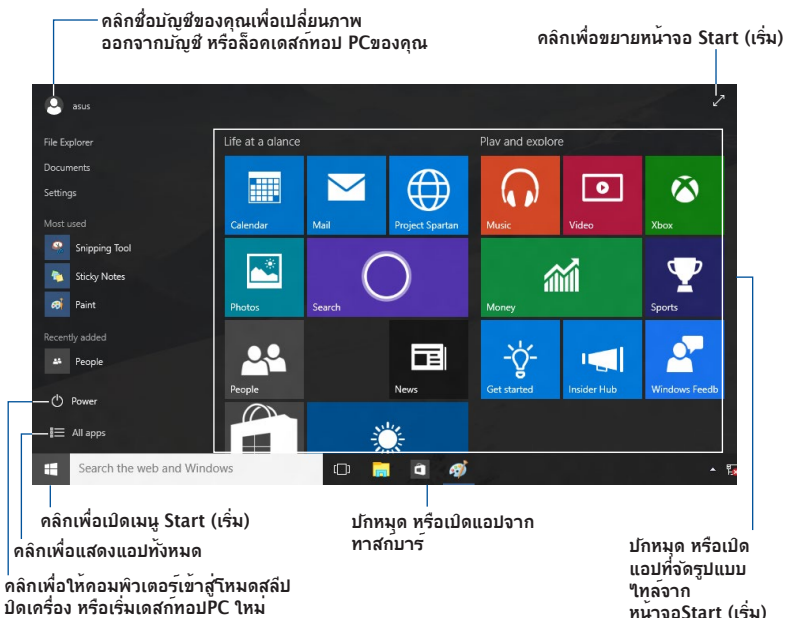 คลิกชื่อบัญชีของคุณเพื่อเปลี่ยนภาพ
ออกจากบัญชี หรือล็อคเดสก์ทอป PCของคุณ
คลิกเพื่อขยายหน้าจอ Start (เริ่ม)
asus
File Explorer
Documents
Settings
Most used
Snipping Tool
Sticky Notes
Paint
Recently added
People
Power
All apps
Life at a glance
Play and explore
Calendar
Mail
Project Spartan
Music
Video
Xbox
Photos
Search
Money
Sports
People
News
Get started
Insider Hub
Windows Feedb
Search the web and Windows
คลิกเพื่อเปิดเมนู Start (เริ่ม)
คลิกเพื่อแสดงแอปทั้งหมด
คลิกเพื่อให้คอมพิวเตอร์เข้าสู่โหมดสลีป
ปิดเครื่อง หรือเริ่มเดสก์ทอปPC ใหม่
ปักหมุด หรือเปิดแอปจาก
ทาสก์บาร์
ปักหมุด หรือเปิด
แอปที่จัดรูปแบบ
ไทล์จาก
หน้าจอStart (เริ่ม)